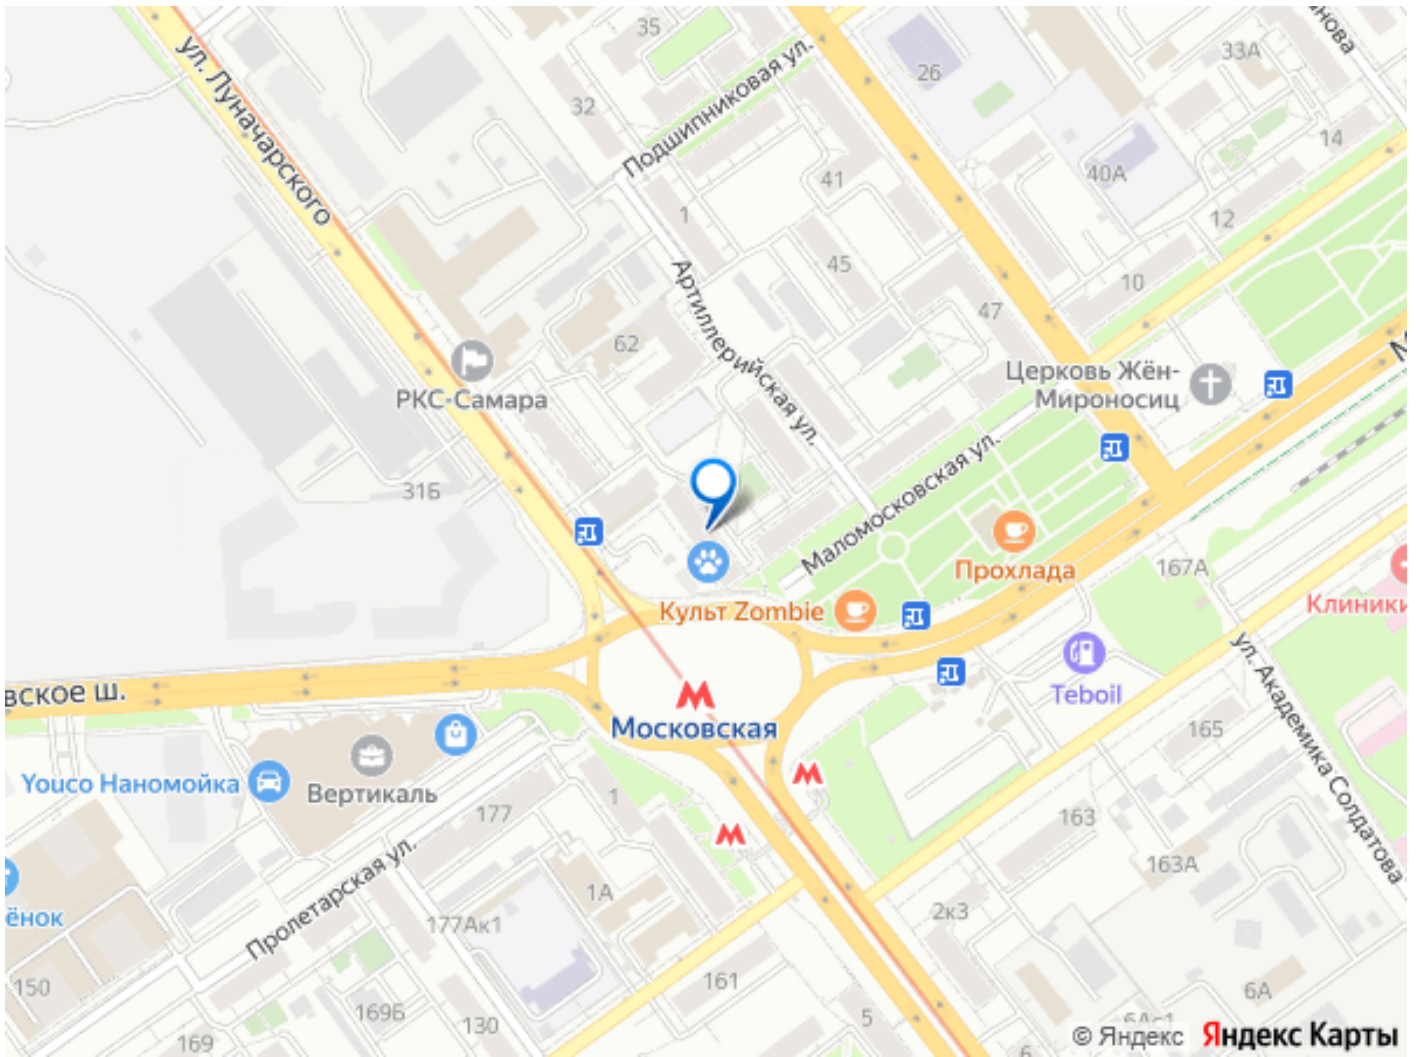 35
26
33А
нова
ул. Луначарского
32
Подшипниковая ул.
14
40А
41
1
12
45
10
Артиллерийская ул.
47
62
РКС-Самара
Церковь Жён-
Мироносиц
М
Маломосковская ул.
31Б
Прохлада
167А
Культ Zombie
Клиники
ул. Академика Солдатова
Teboil
вское ш.
Московская
165
Youco Наномойка
Вертикаль
1
177
163
163А
Пролетарская ул.
ёнок
1А
177Ак1
2к3
150
161
6А
169Б
130
5
169
6
6Ас1
© Яндекс Яндекс Карты